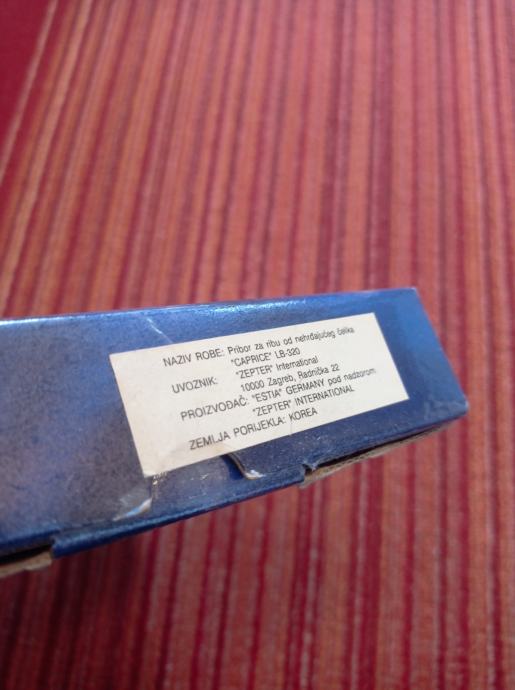 NAZIV ROBE: Pribor za ribu od nehrđajućeg čelika
"CAPRICE" LB-320
UVOZNIK: "ZEPTER" International
10000 Zagreb, Radnička 22
PROIZVOĐAČ: "ESTIA" GERMANY pod nadzorom
"ZEPTER" INTERNATIONAL
ZEMLJA PORIJEKLA: KOREA